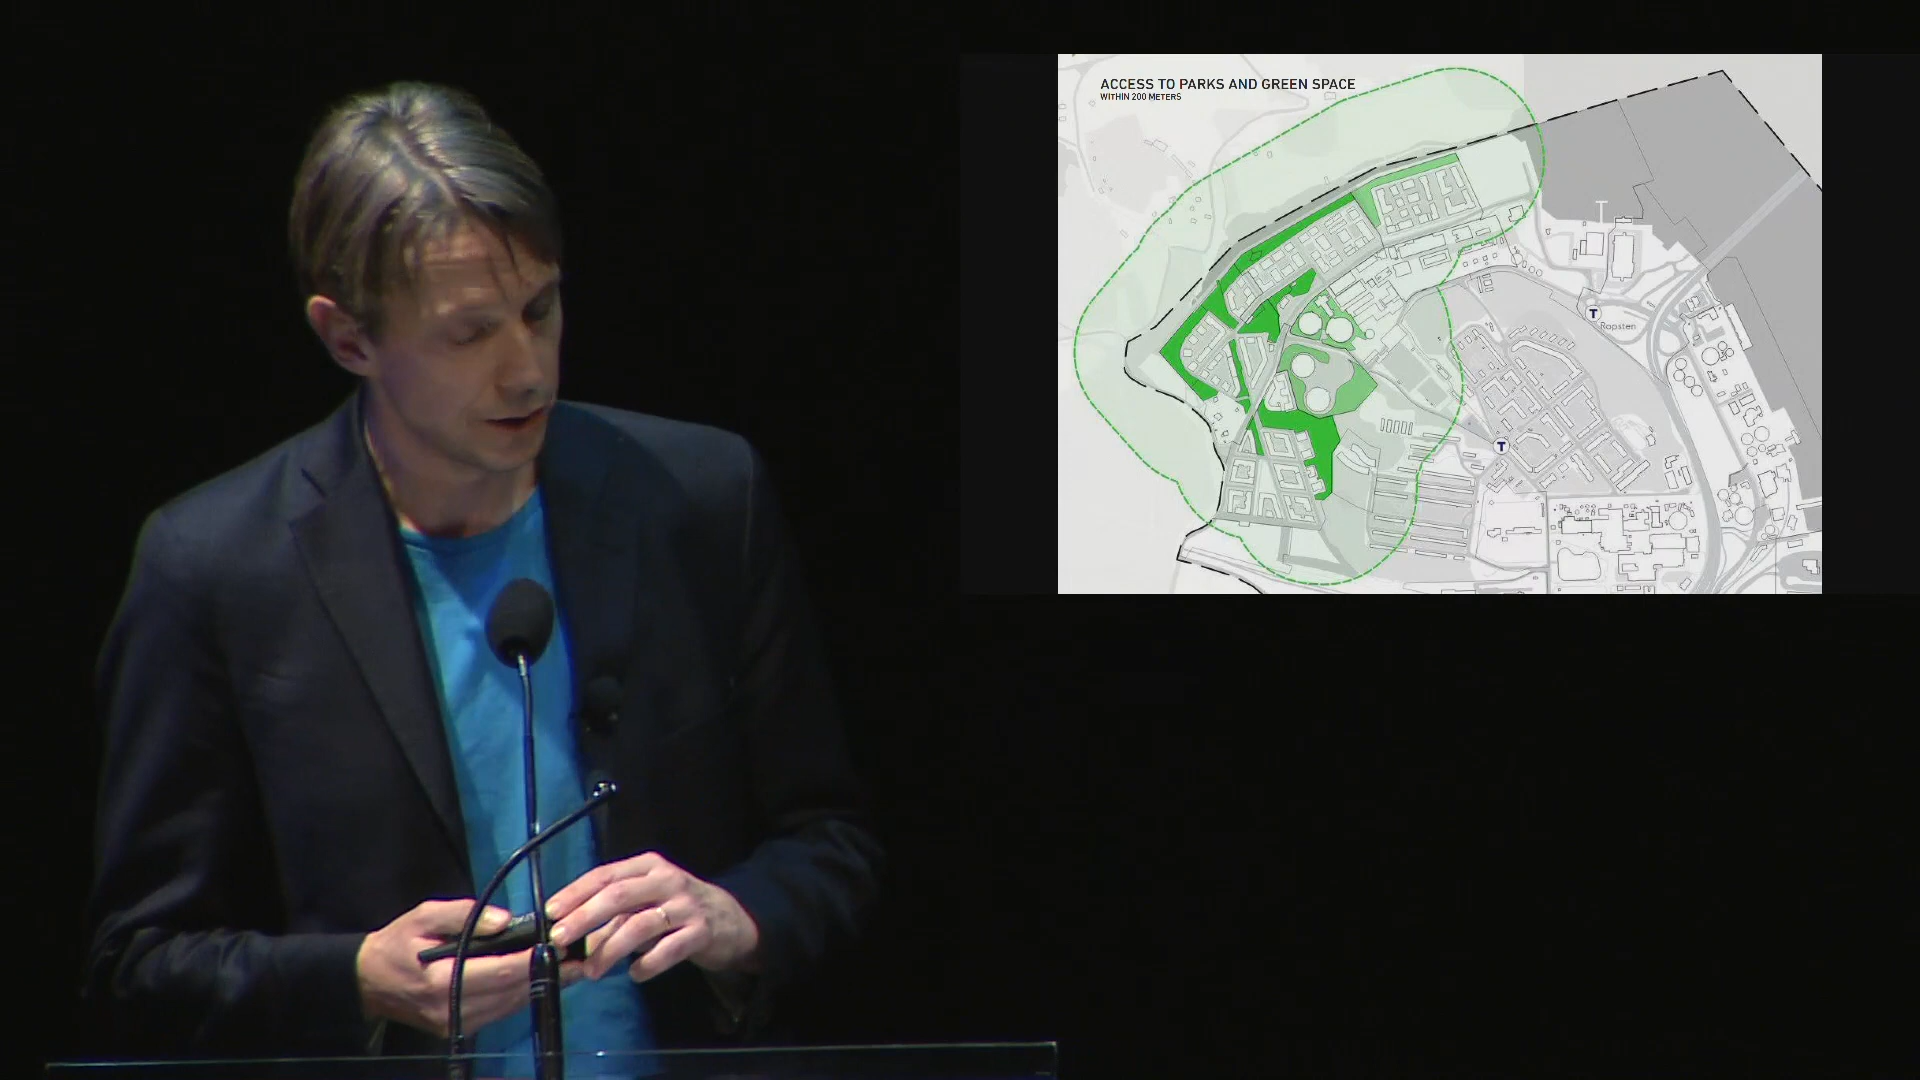 ACCESS TO PARKS AND GREEN SPACE
WITHIN 200 METERS
T
Ropsten
T